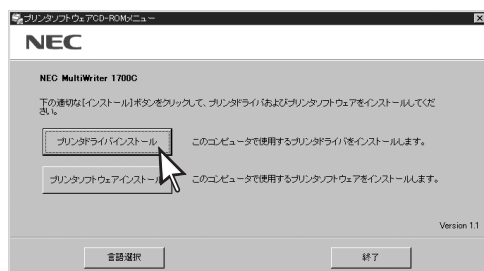 プリンタソフトウェアCD-ROMメニュー
NEC
NEC MultiWriter 1700C
下の適切な[インストール]ボタンをクリックして、プリンタドライバおよびプリンタソフトウェアをインストールしてくだ
さい。
プリンタドライバインストール このコンピュータで使用するプリンタドライバをインストールします。
プリンタソフトウェアインストール このコンピュータで使用するプリンタソフトウェアをインストールします。
Version 1.1
言語選択 終了